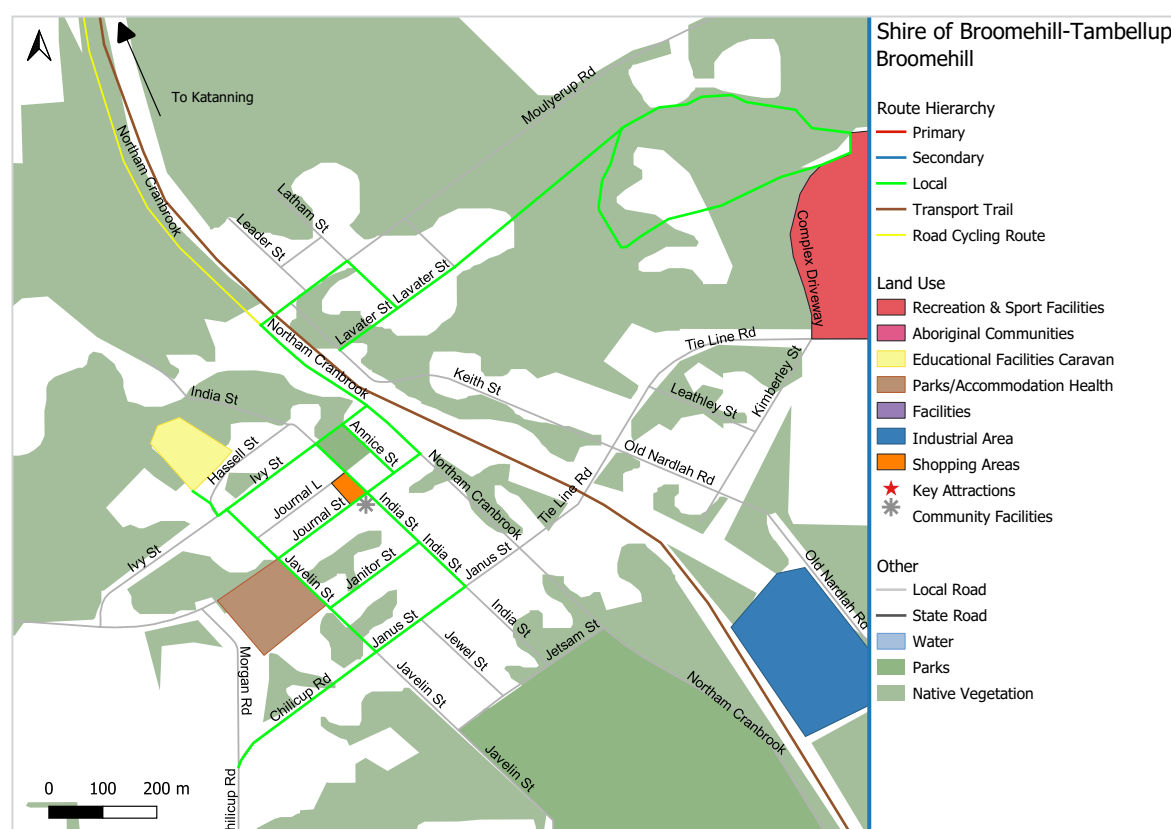 Shire of Broomehill-Tambellup
Broomehill
To Katanning
Moulyerup Rd
Northam Cranbrook
Latham St
Leader St
Lavater St
Lavater St
Northam Cranbrook
Complex Driveway
Tie Line Rd
Kimberley St
Keith St
Leathley St
India St
Annice St
Hassell St
Ivy St
Old Nardlah Rd
Northam Cranbrook
Journal L
Journal St
India St
Tie Line Rd
India St
Janus St
Ivy St
Javelin St
Janitor St
Old Nardlah Rd
India St
Janus St
Jewel St
Jetsam St
Morgan Rd
Javelin St
Chilicup Rd
Northam Cranbrook
Javelin St
hilicup Rd
0 100 200 m
Route Hierarchy
Primary
Secondary
Local
Transport Trail
Road Cycling Route
Land Use
Recreation & Sport Facilities
Aboriginal Communities
Educational Facilities Caravan
Parks/Accommodation Health
Facilities
Industrial Area
Shopping Areas
Key Attractions
Community Facilities
Other
Local Road
State Road
Water
Parks
Native Vegetation